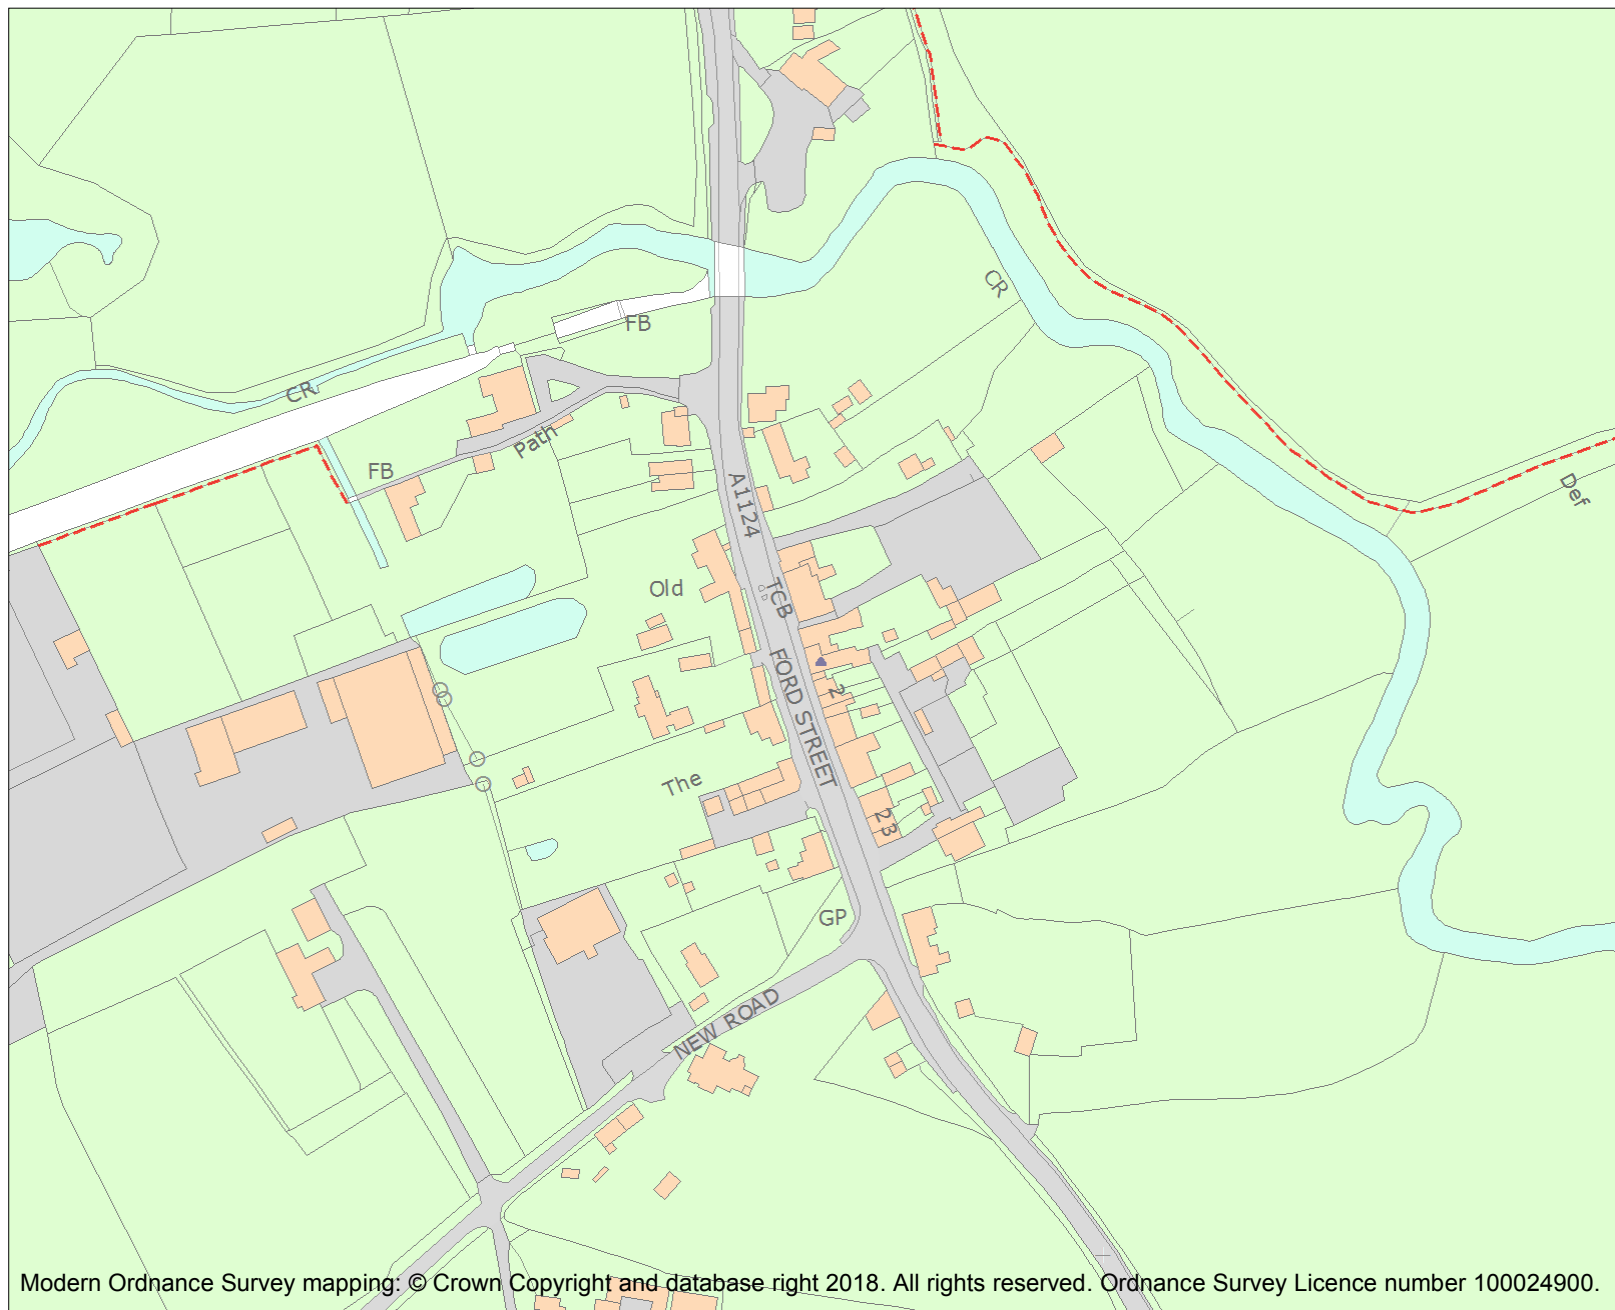 CR
FB
CR
A1124
Path
FB
Def
Old
TCB
FORD STREET
2
The
23
GP
NEW ROAD
Modern Ordnance Survey mapping: © Crown Copyright and database right 2018. All rights reserved. Ordnance Survey Licence number 100024900.